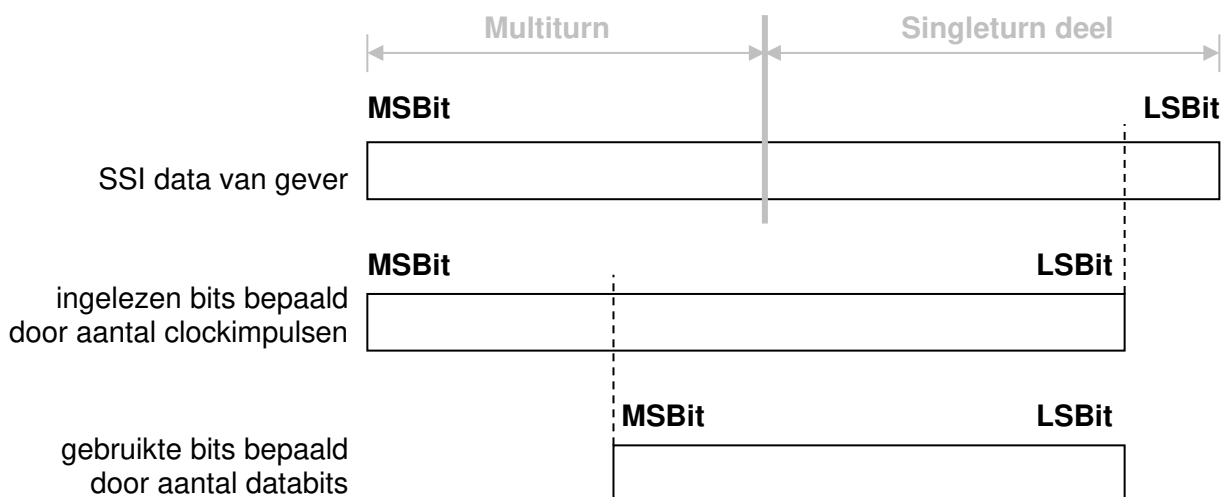 Multiturn Singleturn deel
MSBit LSBit
SSI data van gever
MSBit LSBit
ingelezen bits bepaald
door aantal clockimpulsen
MSBit LSBit
gebruikte bits bepaald
door aantal databits